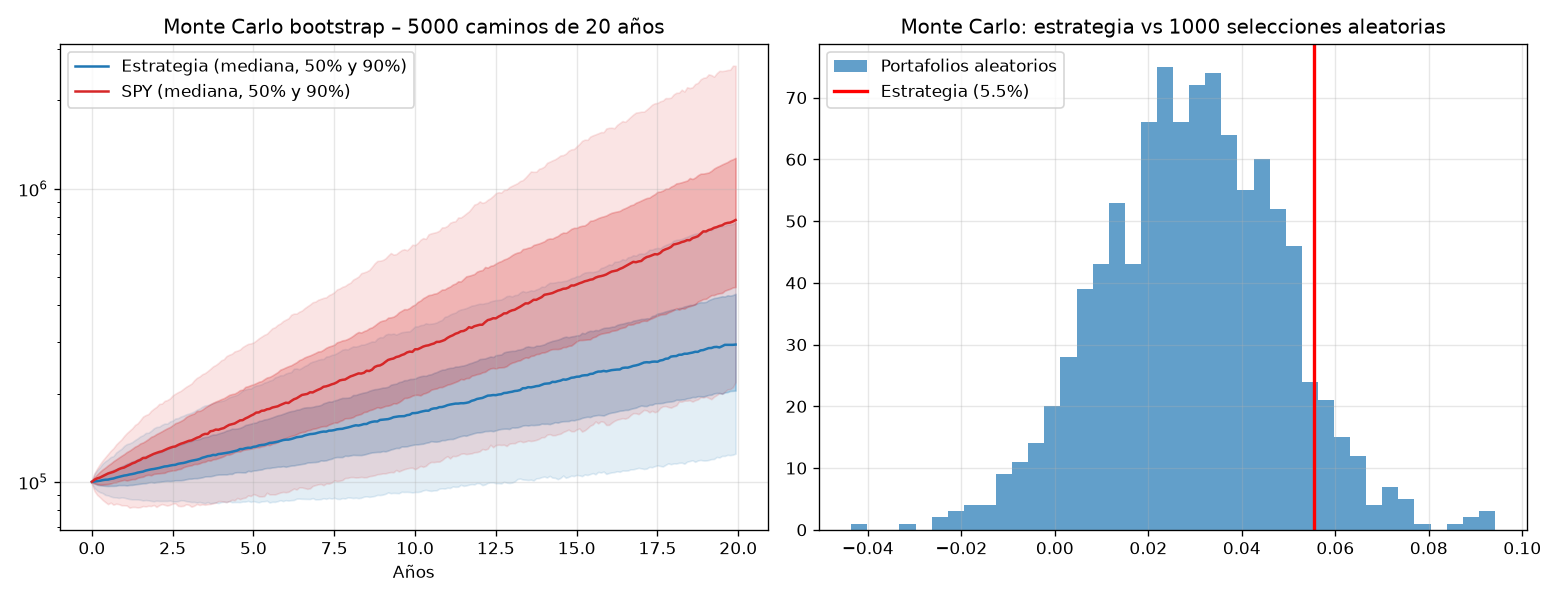 Monte Carlo bootstrap – 5000 caminos de 20 años
Estrategia (mediana, 50% y 90%)
SPY (mediana, 50% y 90%)
10^6
10^5
0.0 2.5 5.0 7.5 10.0 12.5 15.0 17.5 20.0
Años
Monte Carlo: estrategia vs 1000 selecciones aleatorias
Portafolios aleatorios
Estrategia (5.5%)
70
60
50
40
30
20
10
0
−0.04 −0.02 0.00 0.02 0.04 0.06 0.08 0.10